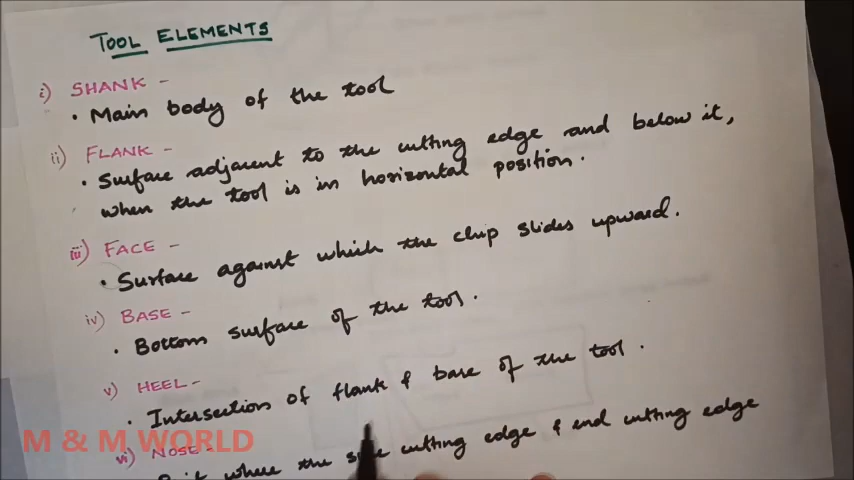 TOOL ELEMENTS
i) SHANK -
• Main body of the tool
ii) FLANK -
• Surface adjacent to the cutting edge and below it,
when the tool is in horizontal position.
iii) FACE -
• Surface against which the chip slides upward.
iv) BASE -
• Bottom surface of the tool.
v) HEEL -
• Intersection of flank & base of the tool.
M & M WORLD
vi) NOSE -
where the side cutting edge & end cutting edge